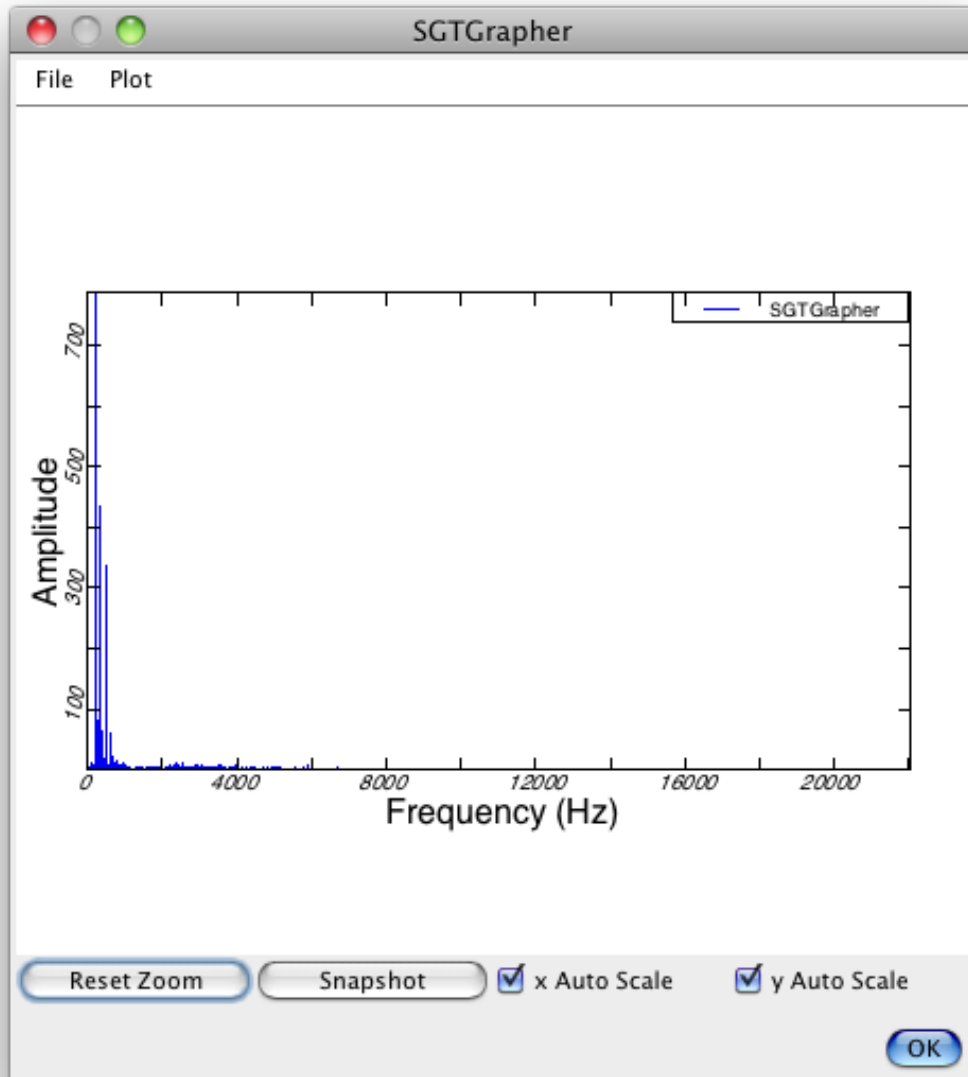 SGTGrapher
File Plot
SGTGrapher
700
500
300
100
Amplitude
0 4000 8000 12000 16000 20000
Frequency (Hz)
Reset Zoom Snapshot x Auto Scale y Auto Scale
OK